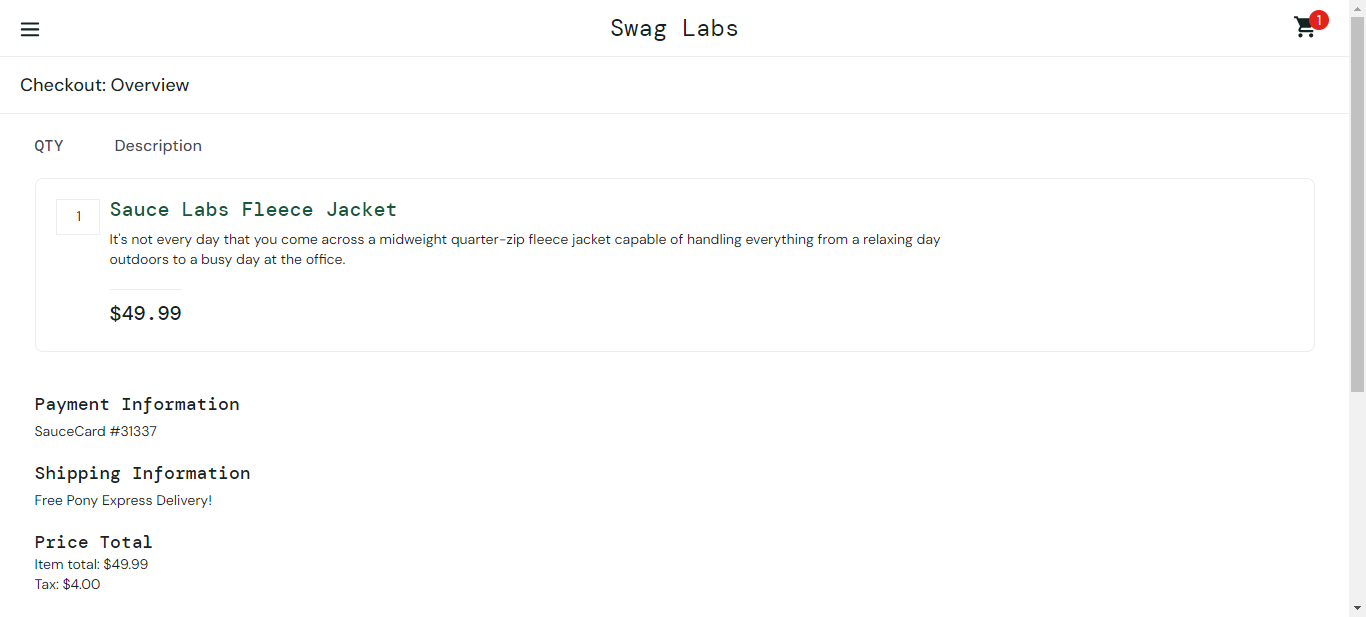 Swag Labs
1
Checkout: Overview
QTY Description
1
Sauce Labs Fleece Jacket
It's not every day that you come across a midweight quarter-zip fleece jacket capable of handling everything from a relaxing day
outdoors to a busy day at the office.
$49.99
Payment Information
SauceCard #31337
Shipping Information
Free Pony Express Delivery!
Price Total
Item total: $49.99
Tax: $4.00